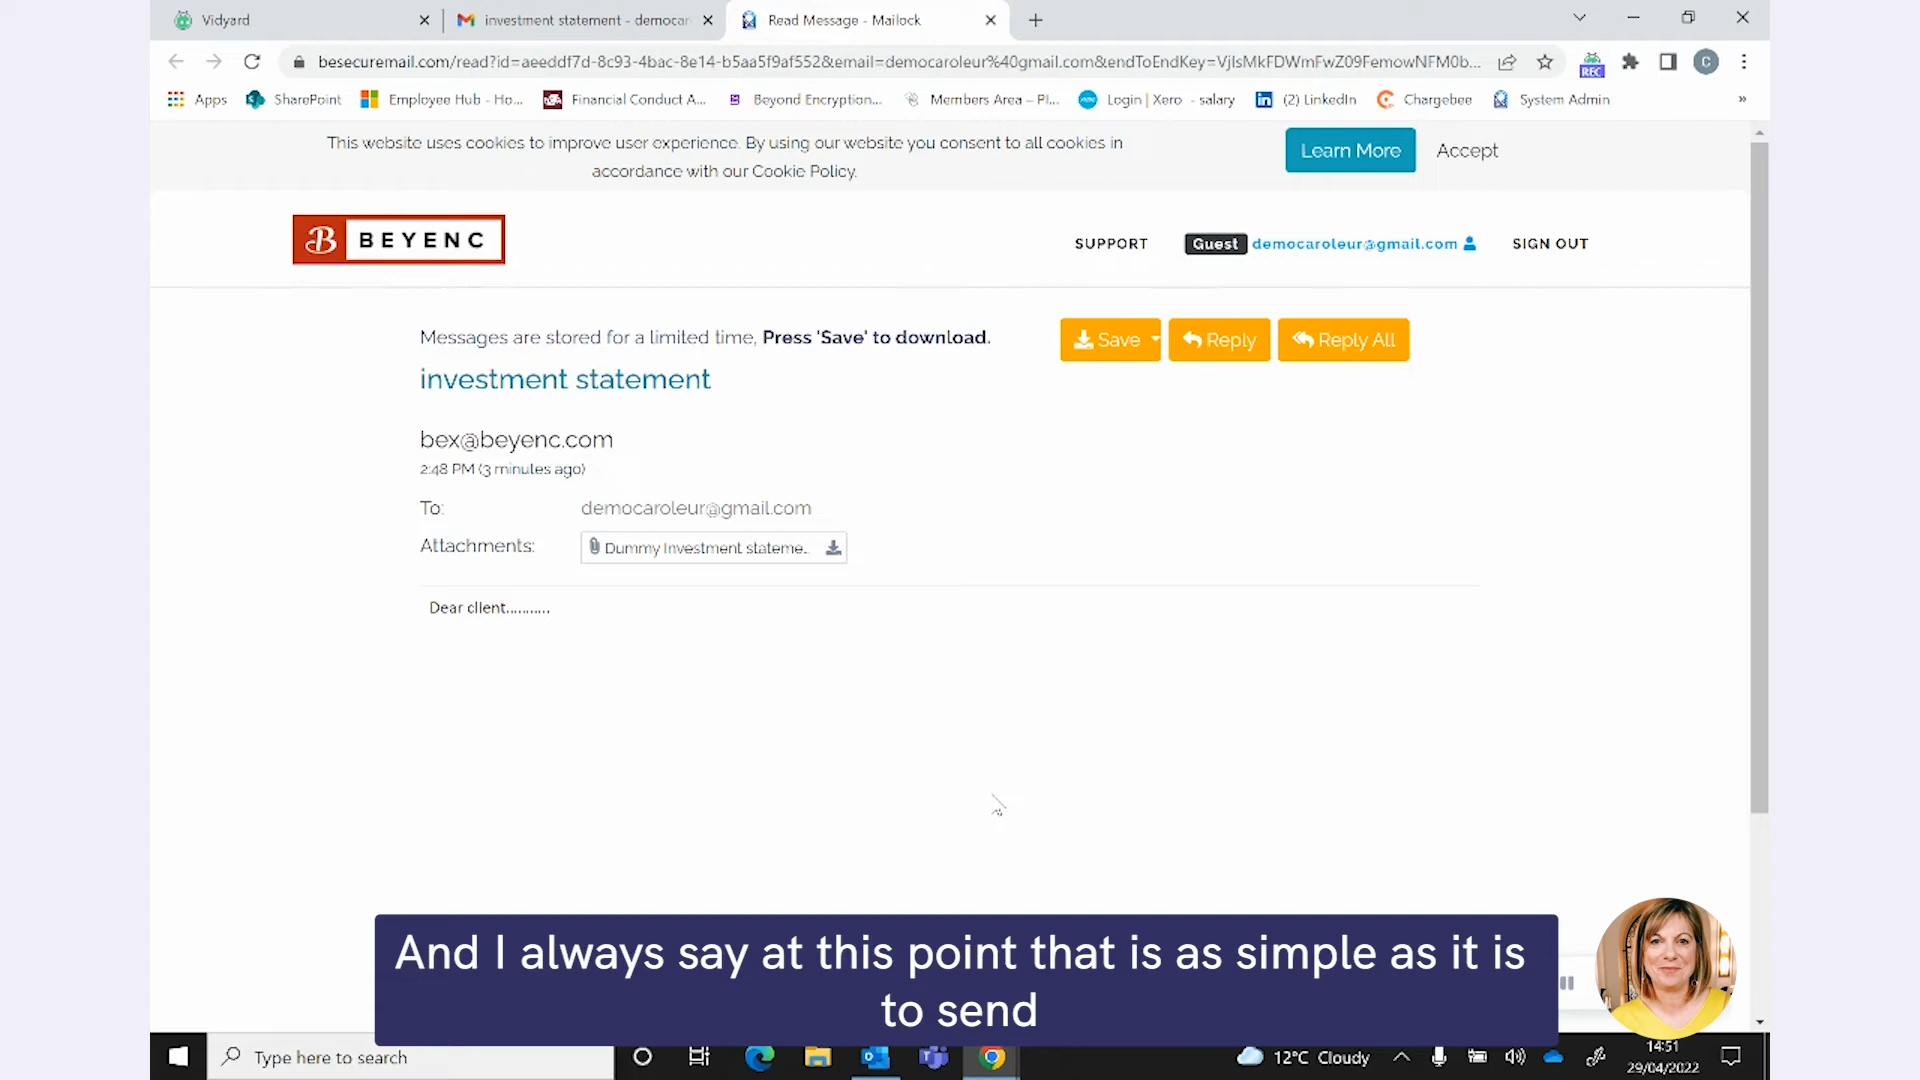 Vidyard
investment statement - democar
Read Message - Mailock
besecuremail.com/read?id=aeeddf7d-8c93-4bac-8e14-b5aa5f9af552&email=democaroleur%40gmail.com&endToEndKey=VjlsMkFDWmFwZ09FemowNFM0b...
REC
C
Apps
SharePoint
Employee Hub - Ho...
Financial Conduct A...
Beyond Encryption...
Members Area – Pl...
Login | Xero - salary
(2) LinkedIn
Chargebee
System Admin
»
This website uses cookies to improve user experience. By using our website you consent to all cookies in
accordance with our Cookie Policy.
Learn More
Accept
B BEYENC
SUPPORT
Guest democaroleur@gmail.com
SIGN OUT
Messages are stored for a limited time, Press 'Save' to download.
Save
Reply
Reply All
investment statement
bex@beyenc.com
2:48 PM (3 minutes ago)
To: democaroleur@gmail.com
Attachments: Dummy Investment stateme..
Dear client...........
And I always say at this point that is as simple as it is
to send
Type here to search
12°C Cloudy
14:51
29/04/2022